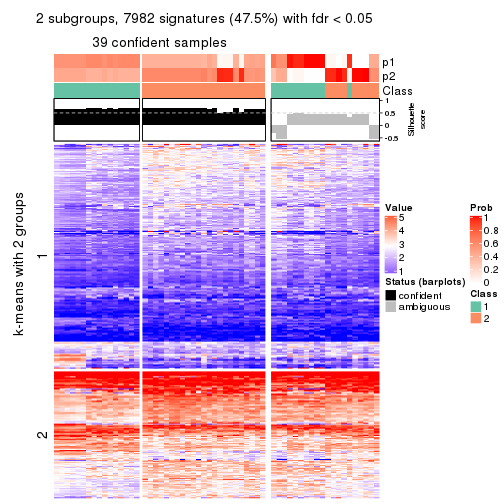 2 subgroups, 7982 signatures (47.5%) with fdr < 0.05
39 confident samples
p1
p2
Class
1
0.5
0
-0.5
Silhouette
score
k-means with 2 groups
1
2
Value
5
4
3
2
1
Status (barplots)
confident
ambiguous
Prob
1
0.8
0.6
0.4
0.2
0
Class
1
2